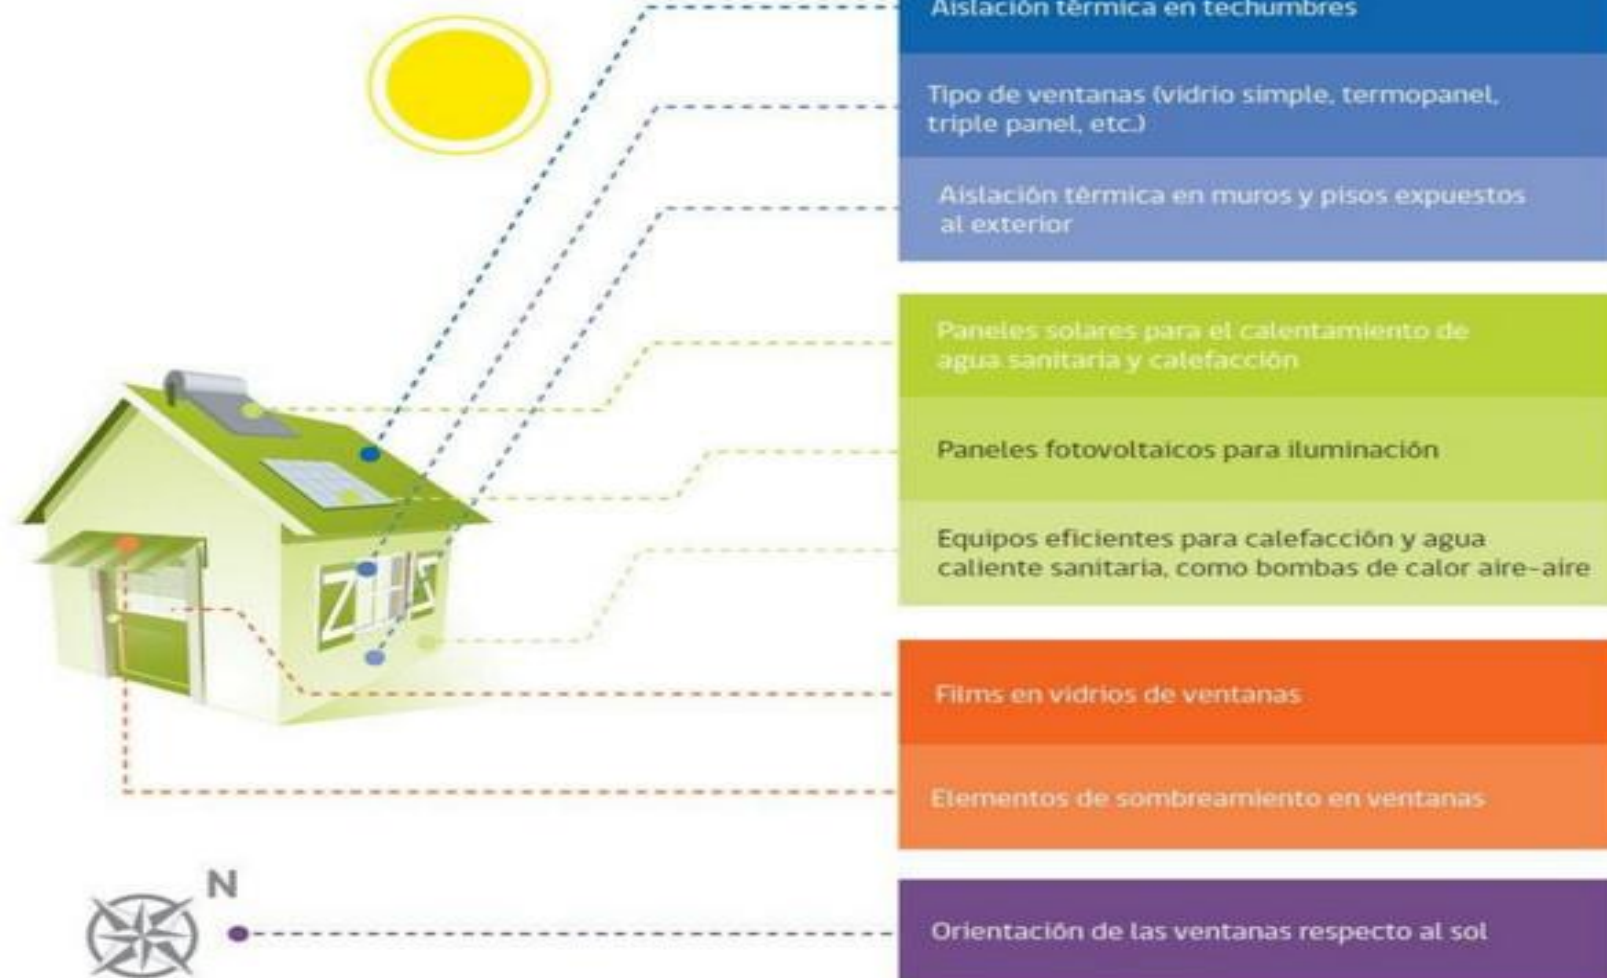 Aislación térmica en techumbres
Tipo de ventanas (vidrio simple, termopanel,
triple panel, etc.)
Aislación térmica en muros y pisos expuestos
al exterior
Paneles solares para el calentamiento de
agua sanitaria y calefacción
Paneles fotovoltaicos para iluminación
Equipos eficientes para calefacción y agua
caliente sanitaria, como bombas de calor aire-aire
Films en vidrios de ventanas
Elementos de sombreamiento en ventanas
N
Orientación de las ventanas respecto al sol